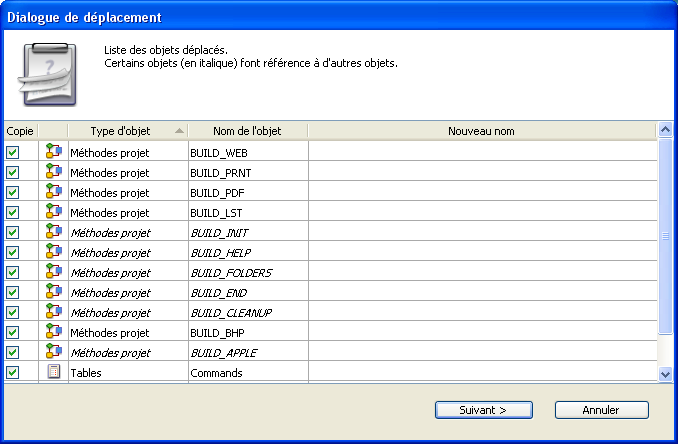 Dialogue de déplacement
Liste des objets déplacés.
Certains objets (en italique) font référence à d'autres objets.
Copie Type d'objet Nom de l'objet Nouveau nom
Méthodes projet BUILD_WEB
Méthodes projet BUILD_PRNT
Méthodes projet BUILD_PDF
Méthodes projet BUILD_LST
Méthodes projet BUILD_INIT
Méthodes projet BUILD_HELP
Méthodes projet BUILD_FOLDERS
Méthodes projet BUILD_END
Méthodes projet BUILD_CLEANUP
Méthodes projet BUILD_BHP
Méthodes projet BUILD_APPLE
Tables Commands
Suivant > Annuler